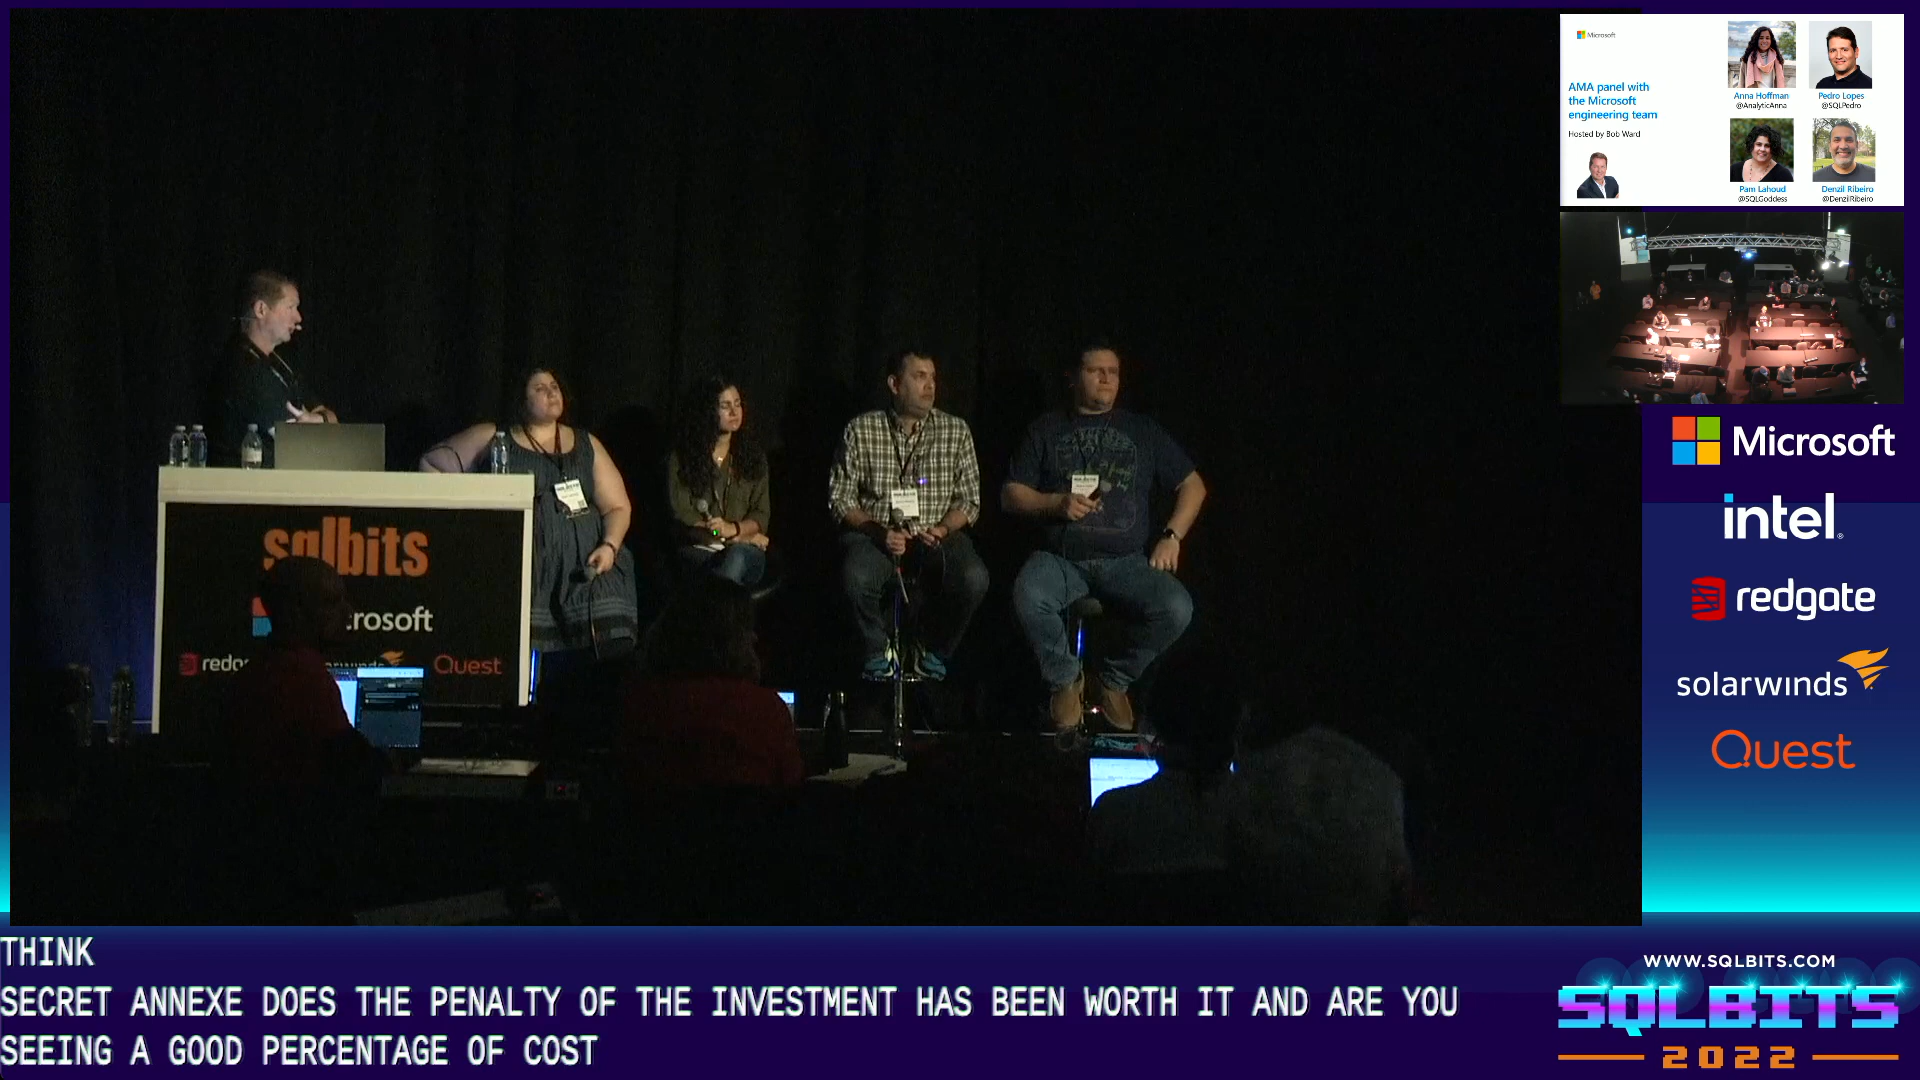 Microsoft
AMA panel with
the Microsoft
engineering team
Hosted by Bob Ward
Anna Hoffman
@AnalyticAnna
Pedro Lopes
@SQLPedro
Pam Lahoud
@SQLGoddess
Denzil Ribeiro
@DenzilRibeiro
Microsoft
intel.
redgate
solarwinds
Quest
sqlbits
crosoft
redg
arwinds
Quest
THINK
SECRET ANNEXE DOES THE PENALTY OF THE INVESTMENT HAS BEEN WORTH IT AND ARE YOU
SEEING A GOOD PERCENTAGE OF COST
WWW.SQLBITS.COM
SQLBITS
2022